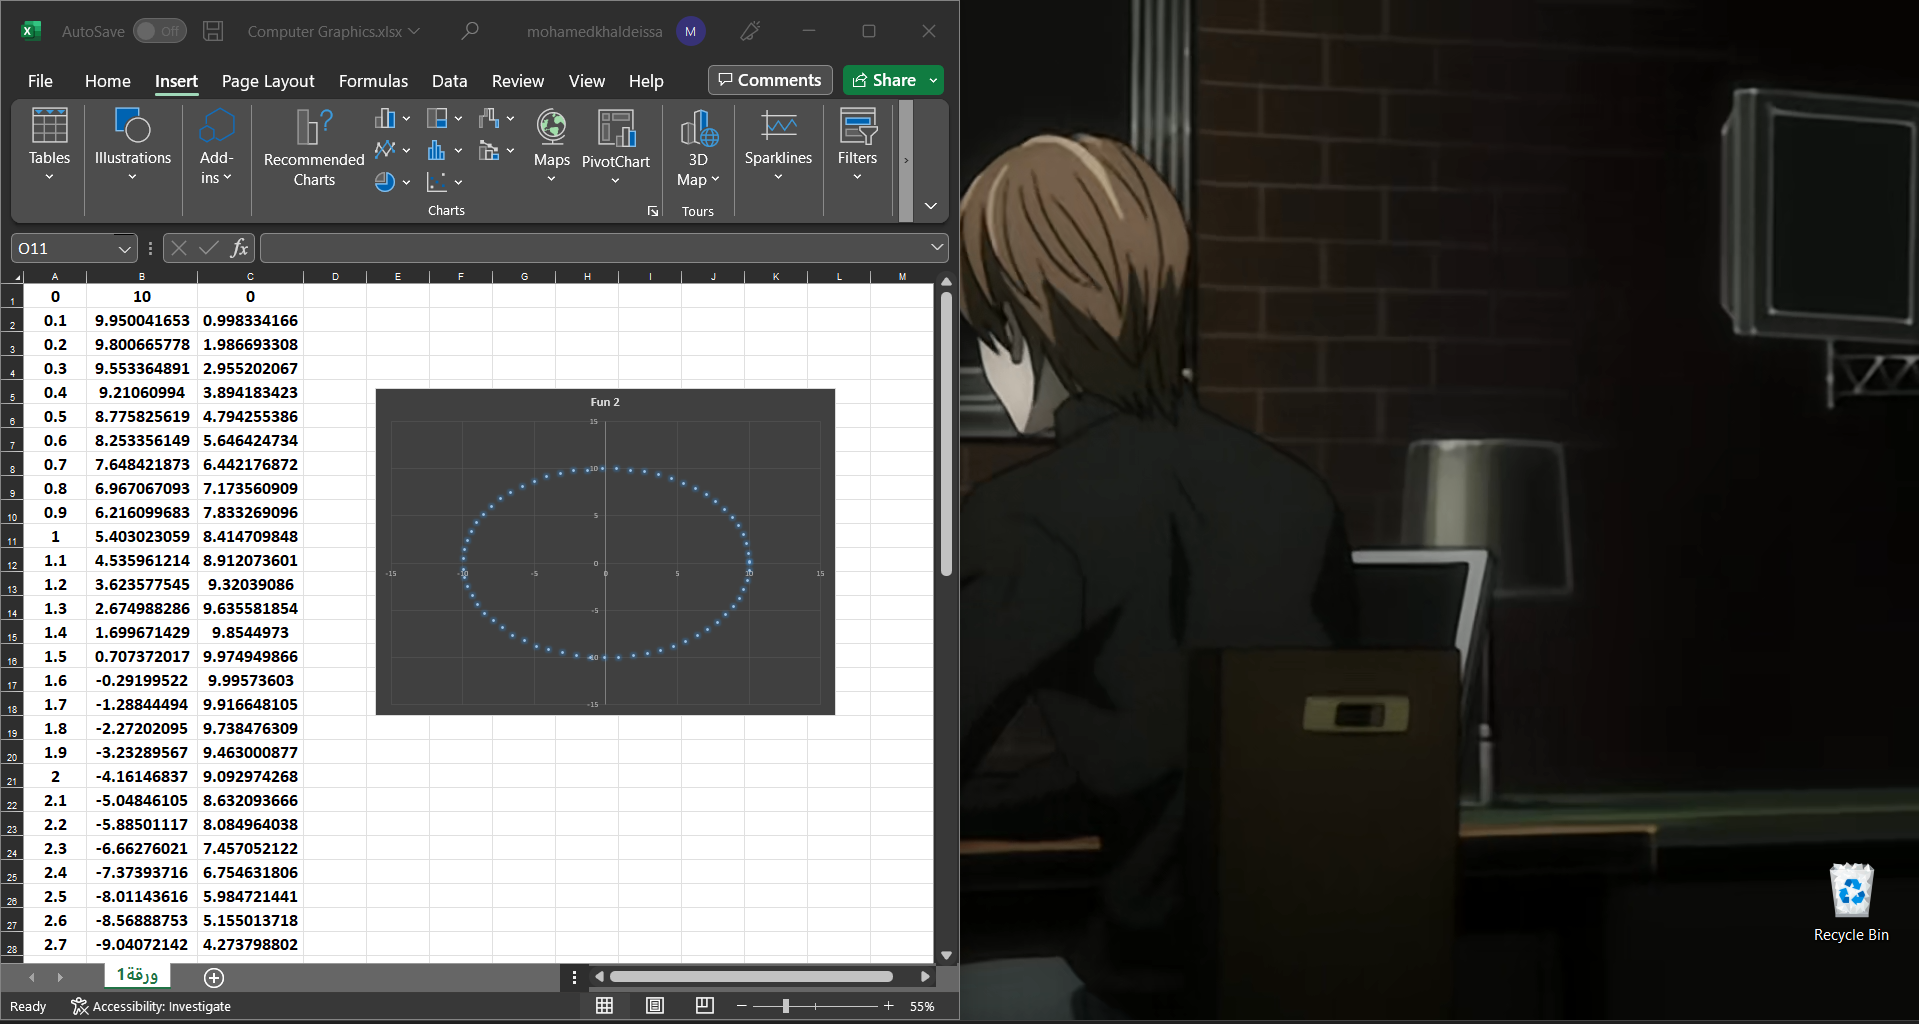 AutoSave Off Computer Graphics.xlsx mohamedkhaldeissa M
File Home Insert Page Layout Formulas Data Review View Help Comments Share
Tables
Illustrations
Add-
ins
Recommended
Charts
Maps
PivotChart
3D
Map
Sparklines
Filters
Charts
Tours
O11
fx
A B C D E F G H I J K L M
1 0 10 0
2 0.1 9.950041653 0.998334166
3 0.2 9.800665778 1.986693308
4 0.3 9.553364891 2.955202067
5 0.4 9.21060994 3.894183423
6 0.5 8.775825619 4.794255386
7 0.6 8.253356149 5.646424734
8 0.7 7.648421873 6.442176872
9 0.8 6.967067093 7.173560909
10 0.9 6.216099683 7.833269096
11 1 5.403023059 8.414709848
12 1.1 4.535961214 8.912073601
13 1.2 3.623577545 9.32039086
14 1.3 2.674988286 9.635581854
15 1.4 1.699671429 9.8544973
16 1.5 0.707372017 9.974949866
17 1.6 -0.29199522 9.99573603
18 1.7 -1.28844494 9.916648105
19 1.8 -2.27202095 9.738476309
20 1.9 -3.23289567 9.463000877
21 2 -4.16146837 9.092974268
22 2.1 -5.04846105 8.632093666
23 2.2 -5.88501117 8.084964038
24 2.3 -6.66276021 7.457052122
25 2.4 -7.37393716 6.754631806
26 2.5 -8.01143616 5.984721441
27 2.6 -8.56888753 5.155013718
28 2.7 -9.04072142 4.273798802
Fun 2
15
10
5
0
-15 -10 -5 0 5 10 15
-5
-10
-15
ورقة1
Ready Accessibility: Investigate 55%
Recycle Bin